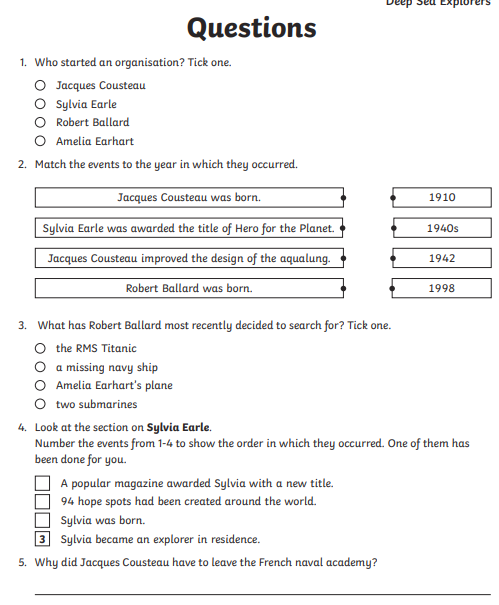 Deep Sea Explorers
Questions
1. Who started an organisation? Tick one.
Jacques Cousteau
Sylvia Earle
Robert Ballard
Amelia Earhart
2. Match the events to the year in which they occurred.
Jacques Cousteau was born. 1910
Sylvia Earle was awarded the title of Hero for the Planet. 1940s
Jacques Cousteau improved the design of the aqualung. 1942
Robert Ballard was born. 1998
3. What has Robert Ballard most recently decided to search for? Tick one.
the RMS Titanic
a missing navy ship
Amelia Earhart's plane
two submarines
4. Look at the section on Sylvia Earle.
Number the events from 1-4 to show the order in which they occurred. One of them has
been done for you.
A popular magazine awarded Sylvia with a new title.
94 hope spots had been created around the world.
Sylvia was born.
3 Sylvia became an explorer in residence.
5. Why did Jacques Cousteau have to leave the French naval academy?